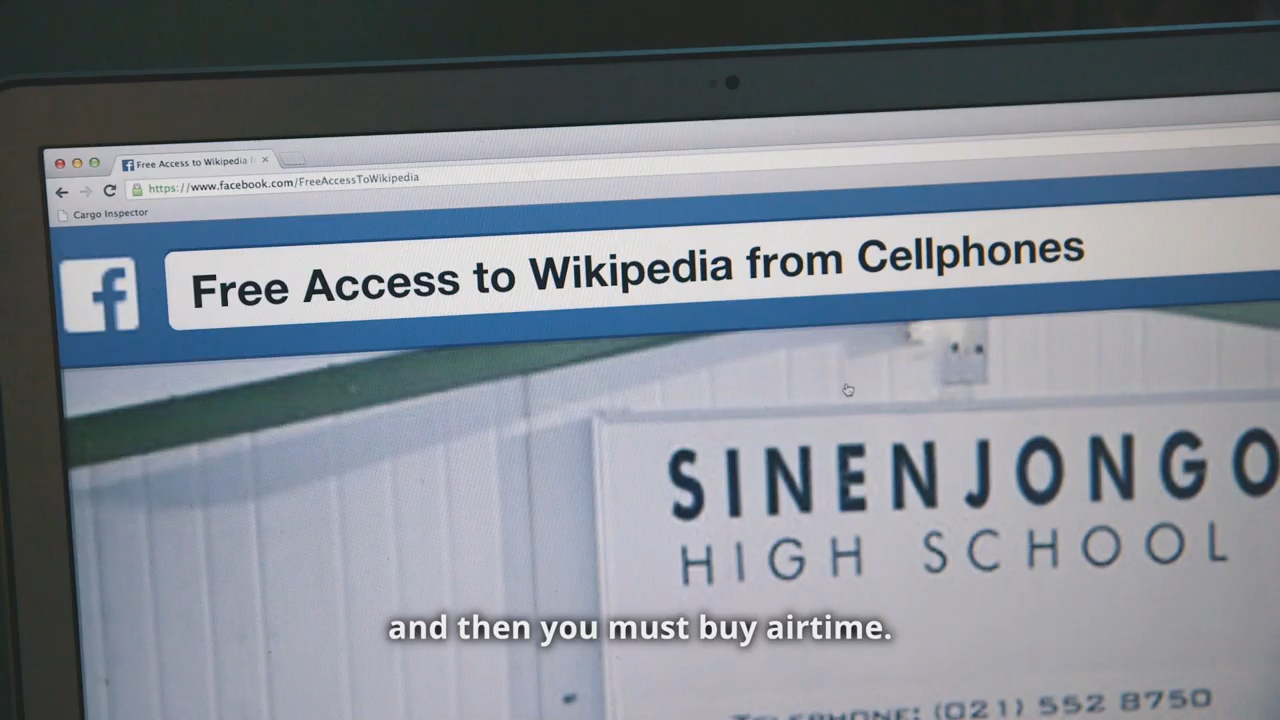 Free Access to Wikipedia
https://www.facebook.com/FreeAccessToWikipedia
Cargo Inspector
Free Access to Wikipedia from Cellphones
SINENJONGO
HIGH SCHOOL
and then you must buy airtime.
TELEPHONE: (021) 552 8750